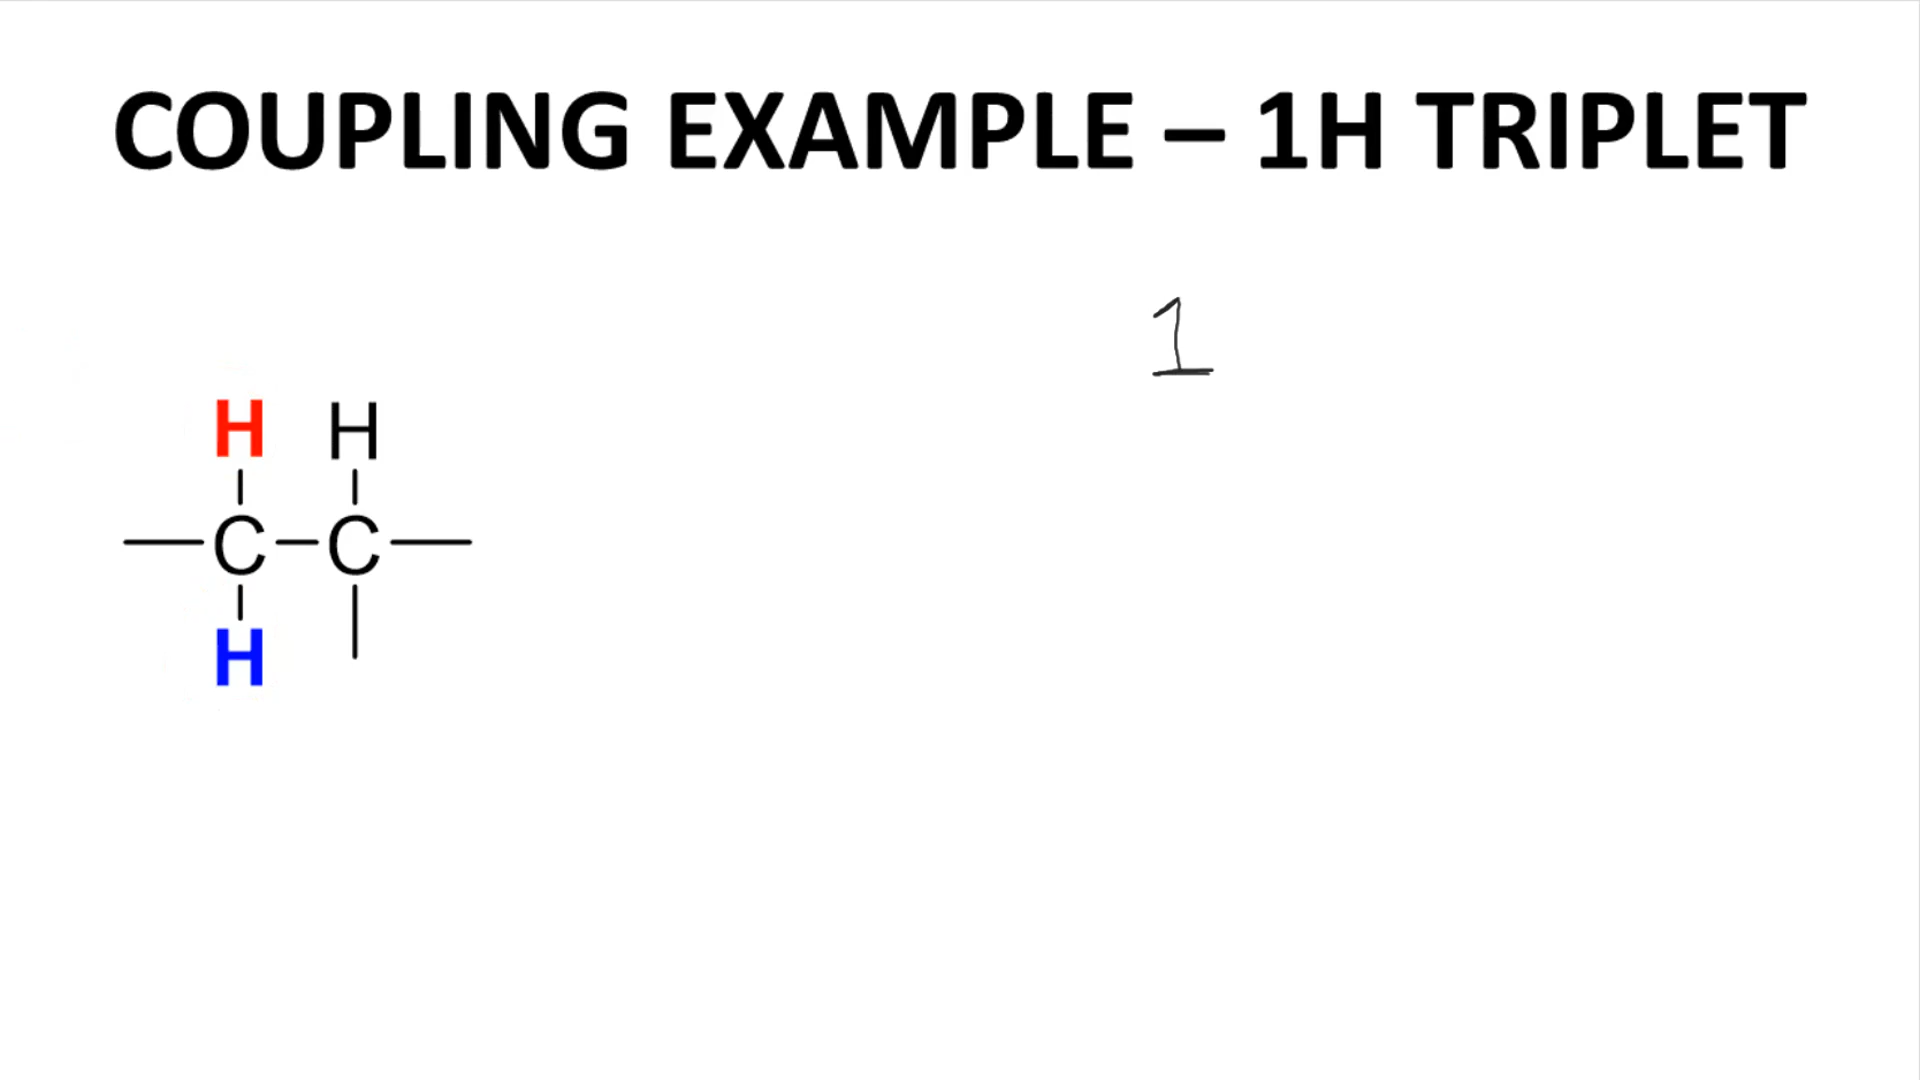 COUPLING EXAMPLE – 1H TRIPLET
1
H H
C C
H